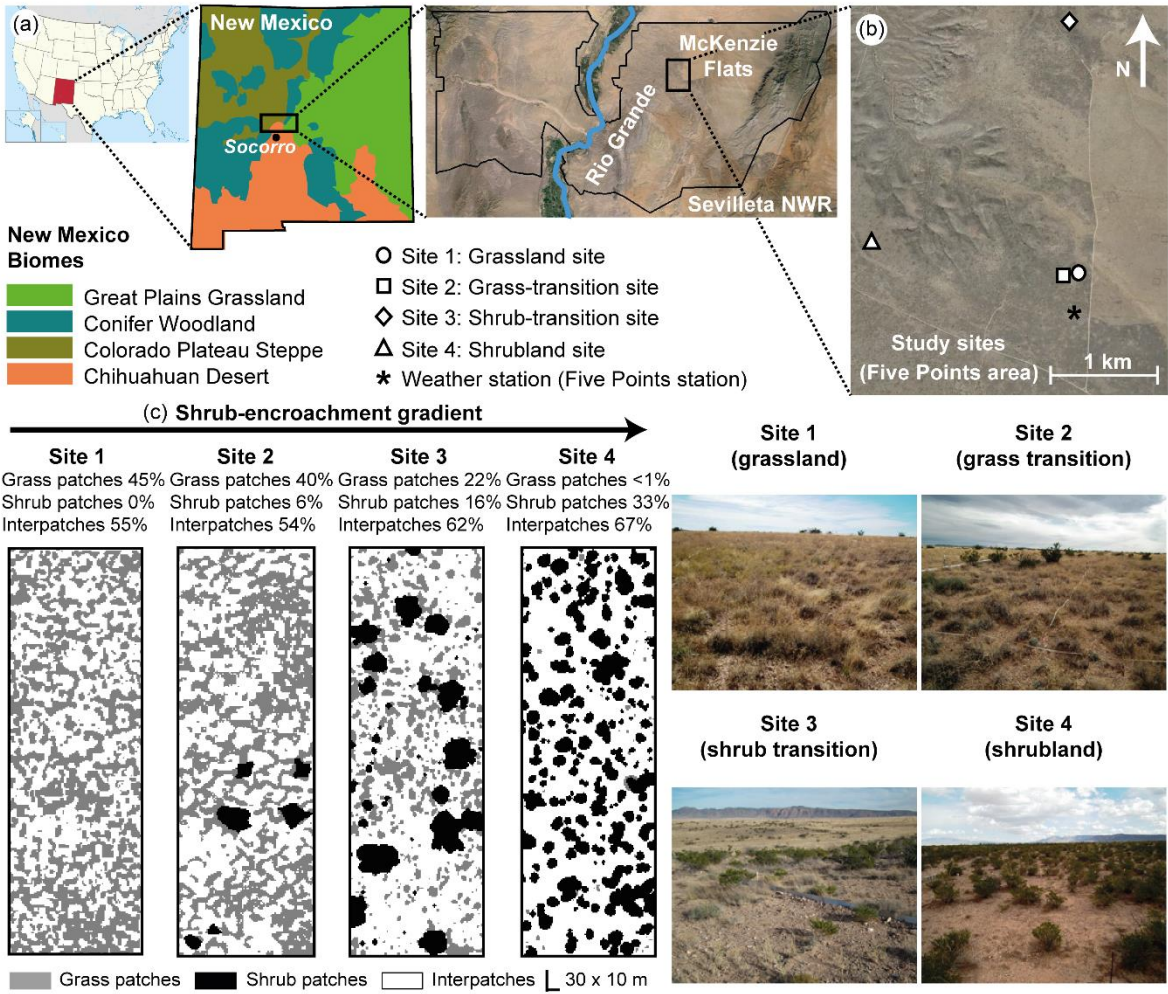 (a)
New Mexico
Socorro
McKenzie
Flats
Rio Grande
Sevilleta NWR
(b)
N
Study sites
(Five Points area)
1 km
New Mexico
Biomes
Great Plains Grassland
Conifer Woodland
Colorado Plateau Steppe
Chihuahuan Desert
Site 1: Grassland site
Site 2: Grass-transition site
Site 3: Shrub-transition site
Site 4: Shrubland site
* Weather station (Five Points station)
(c) Shrub-encroachment gradient
Site 1
Grass patches 45%
Shrub patches 0%
Interpatches 55%
Site 2
Grass patches 40%
Shrub patches 6%
Interpatches 54%
Site 3
Grass patches 22%
Shrub patches 16%
Interpatches 62%
Site 4
Grass patches <1%
Shrub patches 33%
Interpatches 67%
Grass patches
Shrub patches
Interpatches
30 x 10 m
Site 1
(grassland)
Site 2
(grass transition)
Site 3
(shrub transition)
Site 4
(shrubland)